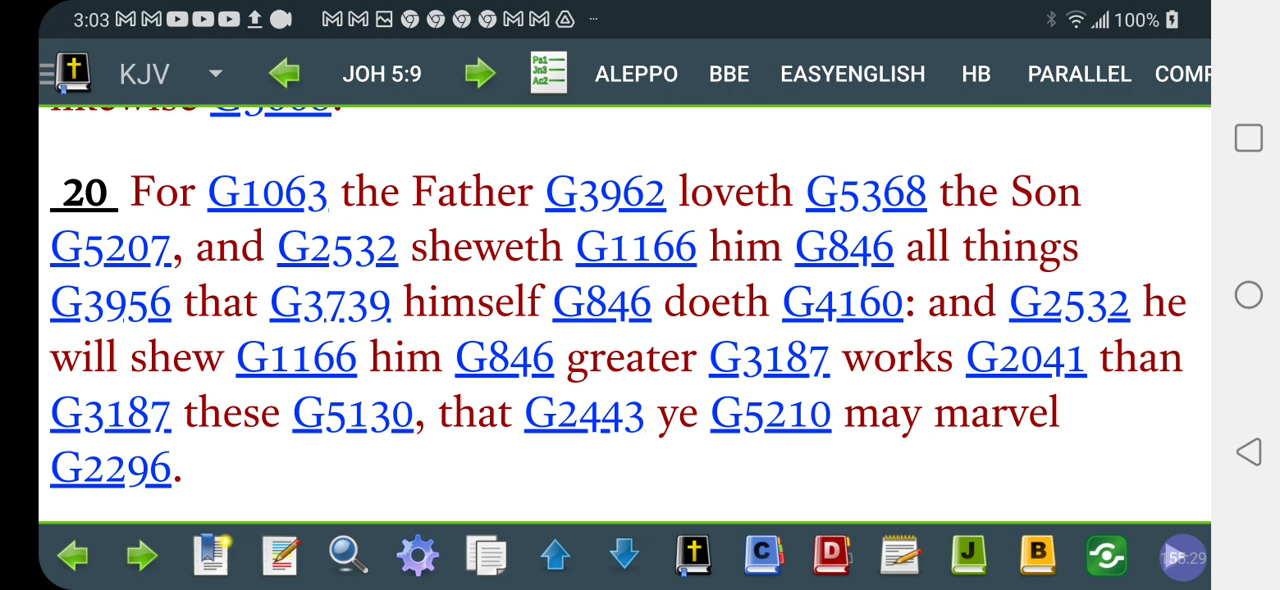 3:03 100%
KJV JOH 5:9 ALEPPO BBE EASYENGLISH HB PARALLEL
20 For G1063 the Father G3962 loveth G5368 the Son
G5207, and G2532 sheweth G1166 him G846 all things
G3956 that G3739 himself G846 doeth G4160: and G2532 he
will shew G1166 him G846 greater G3187 works G2041 than
G3187 these G5130, that G2443 ye G5210 may marvel
G2296.
C D J B